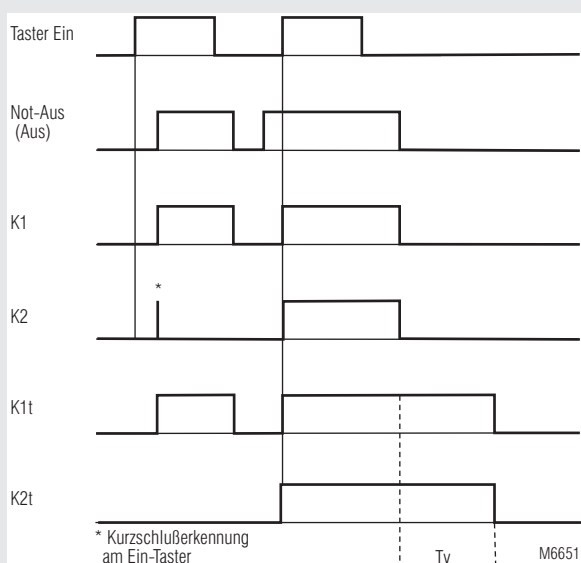 Taster Ein
Not-Aus
(Aus)
K1
*
K2
K1t
K2t
* Kurzschlußerkennung
am Ein-Taster
Tv
M6651